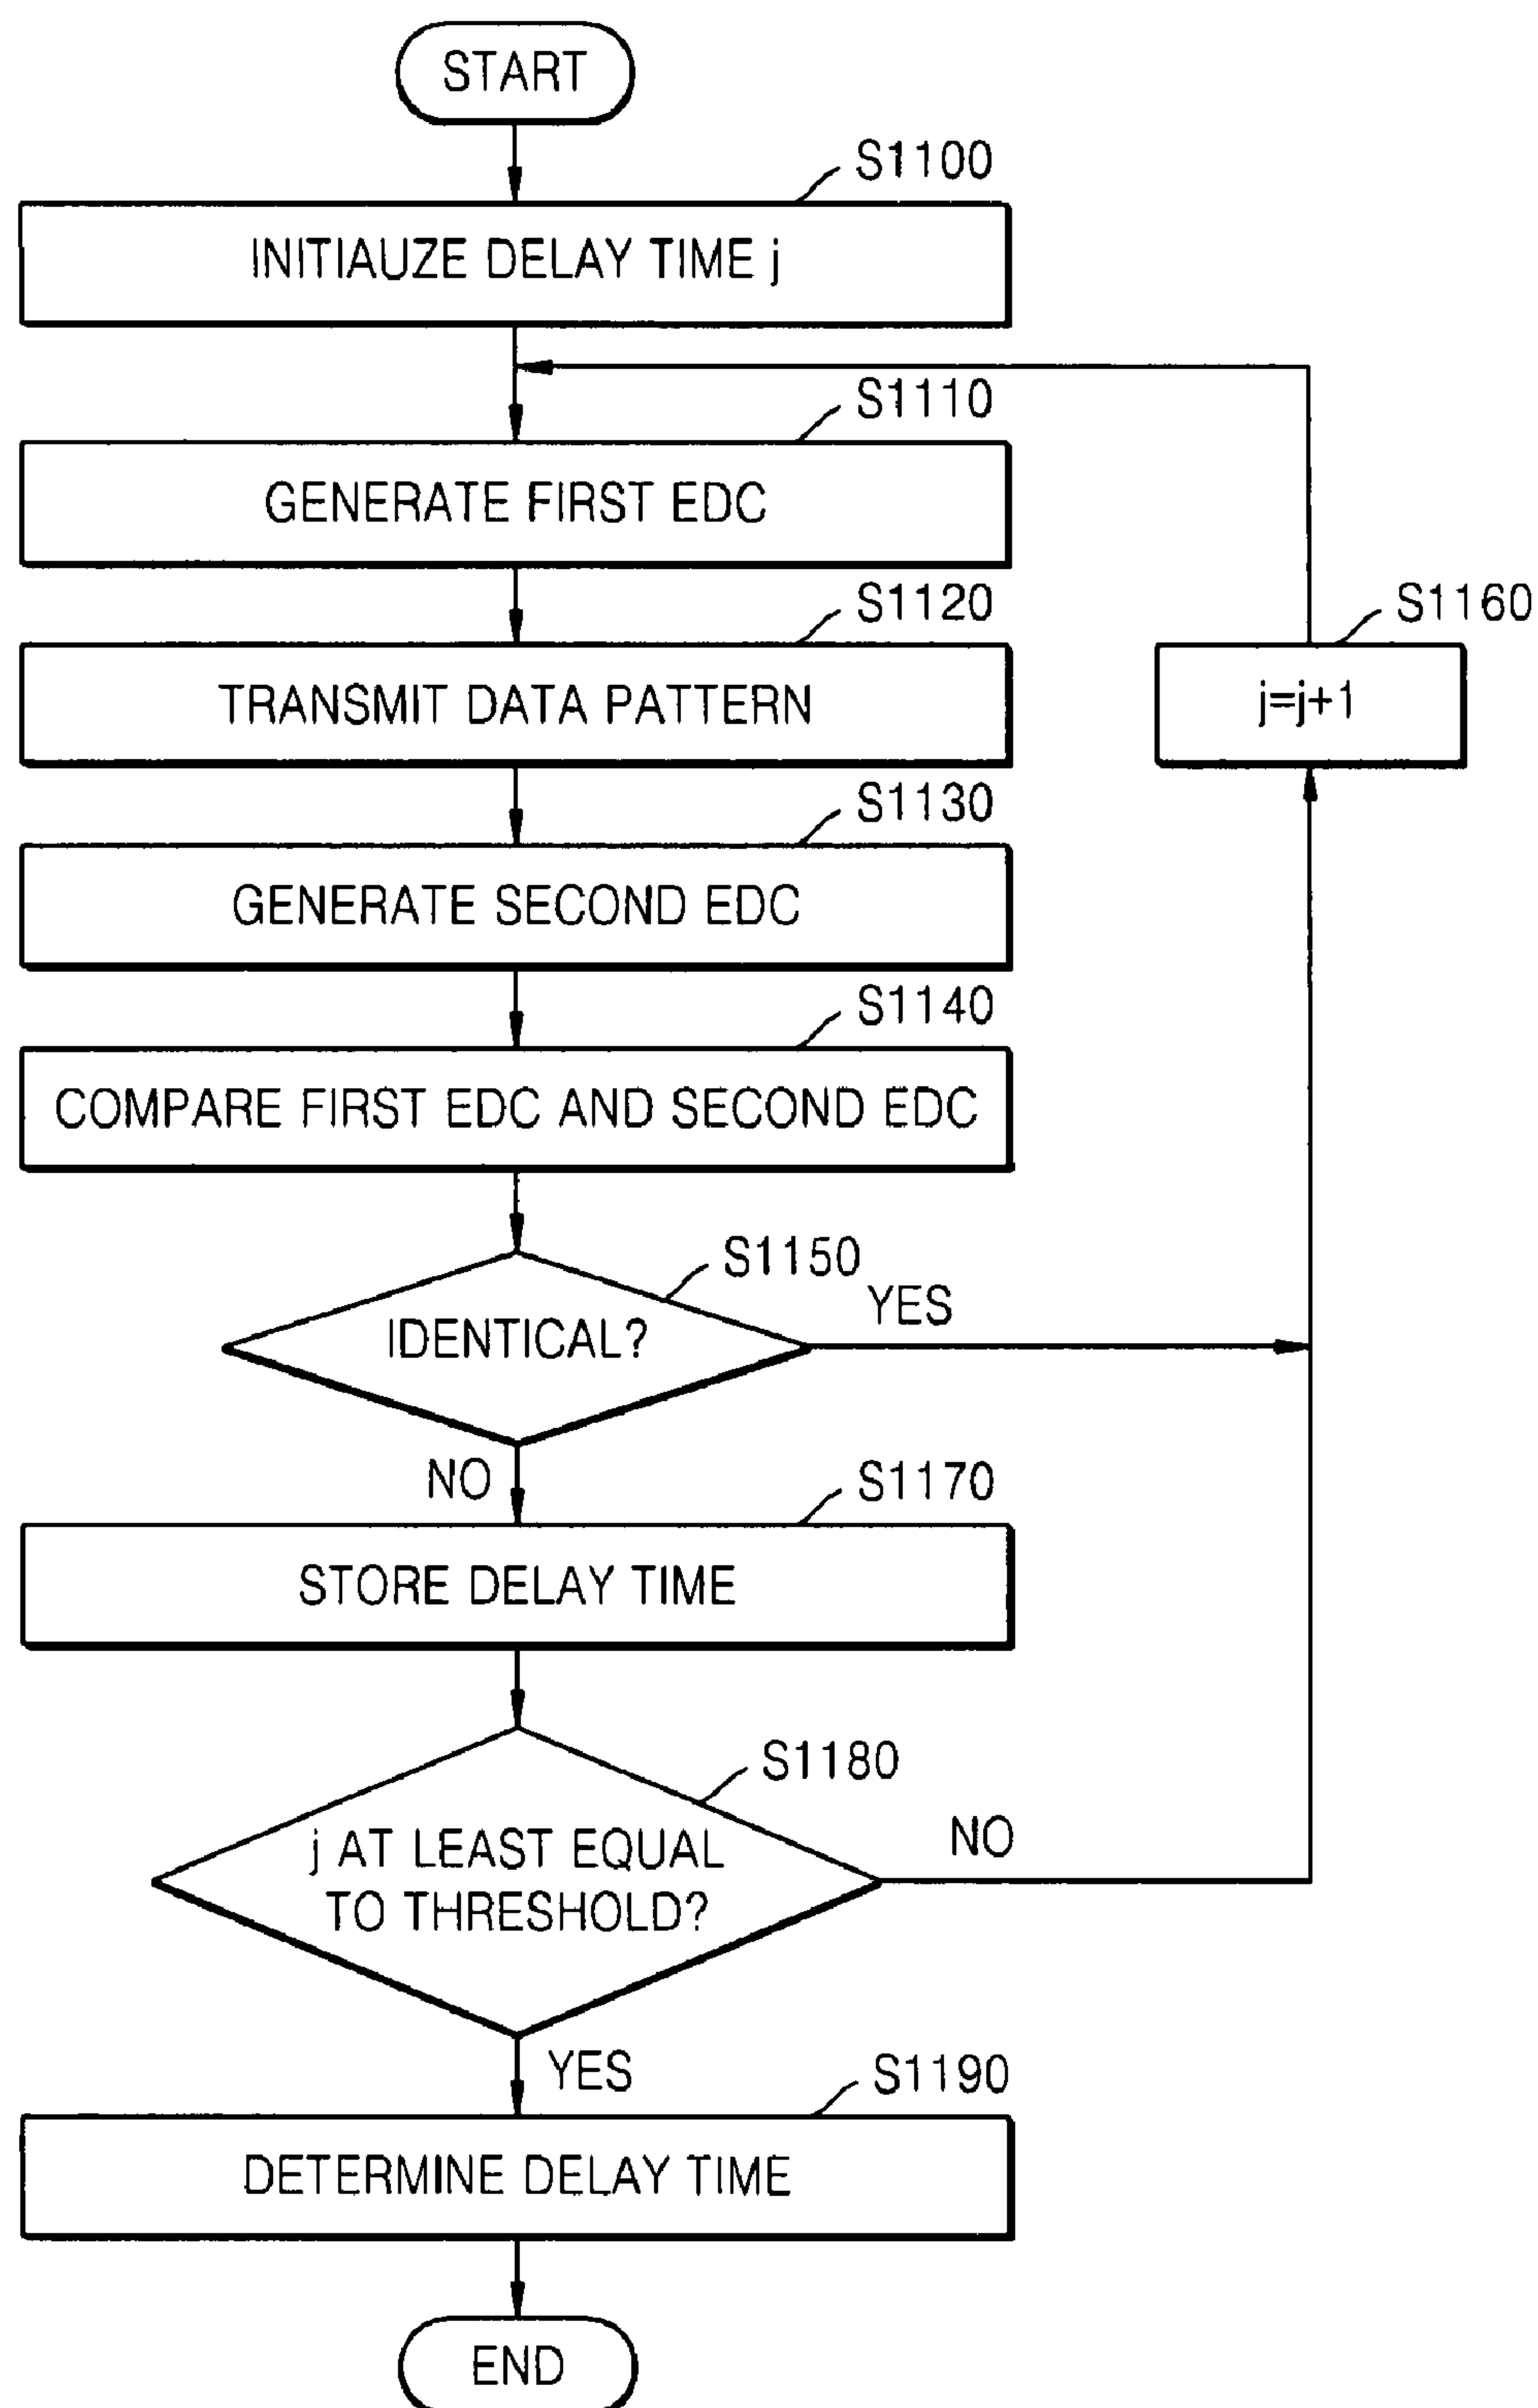 START
S1100
INITIAUZE DELAY TIME j
S1110
GENERATE FIRST EDC
S1120
TRANSMIT DATA PATTERN
S1160
j=j+1
S1130
GENERATE SECOND EDC
S1140
COMPARE FIRST EDC AND SECOND EDC
S1150
IDENTICAL?
YES
NO
S1170
STORE DELAY TIME
S1180
j AT LEAST EQUAL
TO THRESHOLD?
NO
YES
S1190
DETERMINE DELAY TIME
END